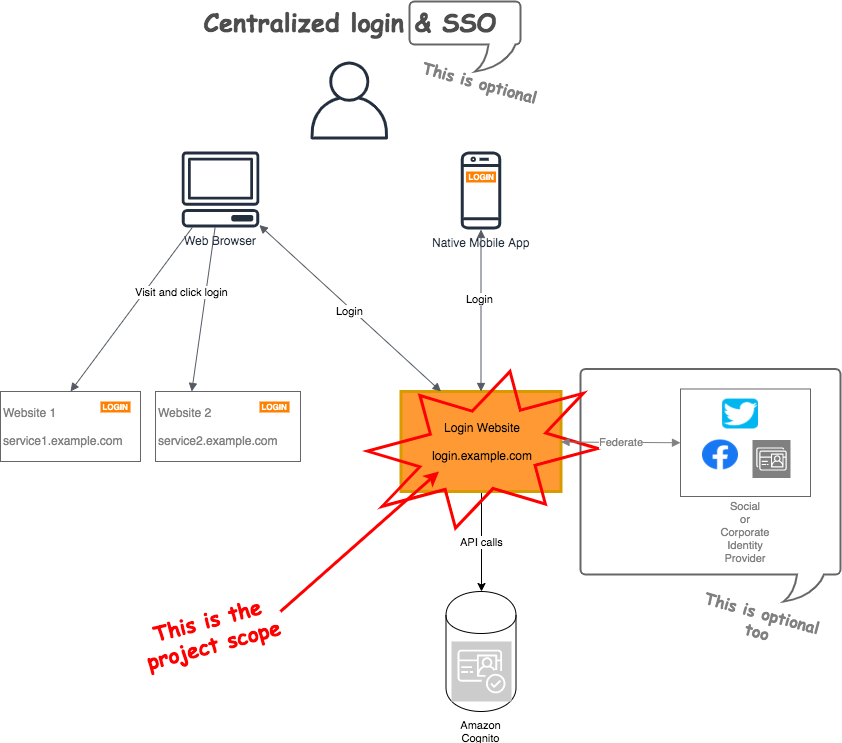 Centralized login & SSO
This is optional
LOGIN
Web Browser
Native Mobile App
Visit and click login
Login
Login
Website 1
LOGIN
service1.example.com
Website 2
LOGIN
service2.example.com
Login Website
login.example.com
Federate
Social
or
Corporate
Identity
Provider
API calls
This is the
project scope
This is optional
too
Amazon
Cognito